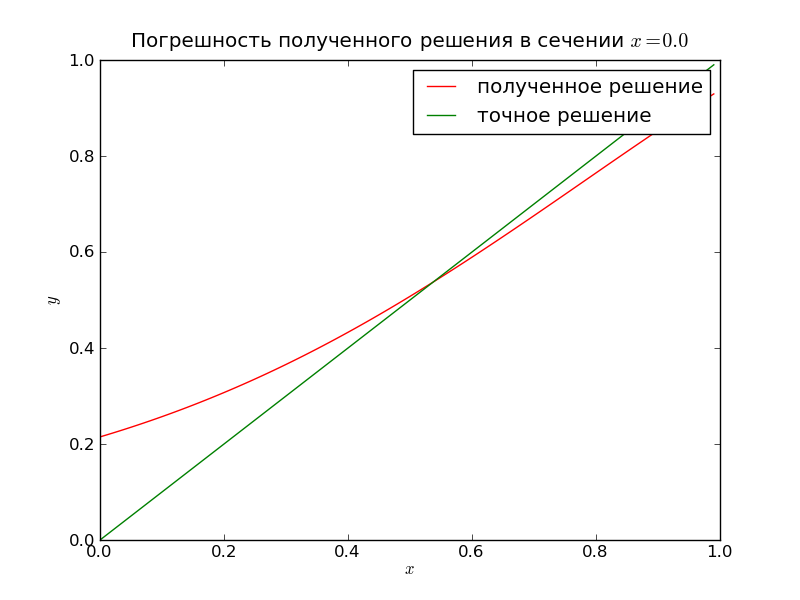 Погрешность полученного решения в сечении x=0.0
полученное решение
точное решение
1.0
0.8
0.6
0.4
0.2
0.0
y
0.0 0.2 0.4 0.6 0.8 1.0
x